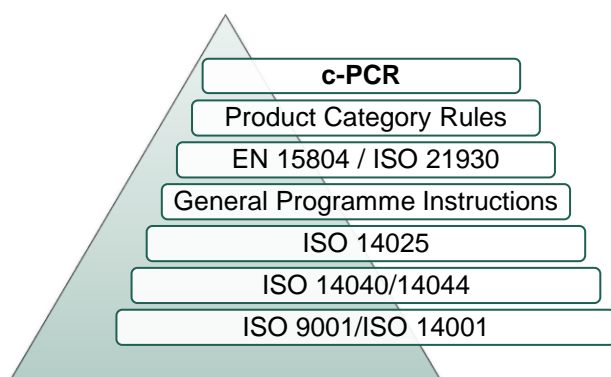 c-PCR
Product Category Rules
EN 15804 / ISO 21930
General Programme Instructions
ISO 14025
ISO 14040/14044
ISO 9001/ISO 14001